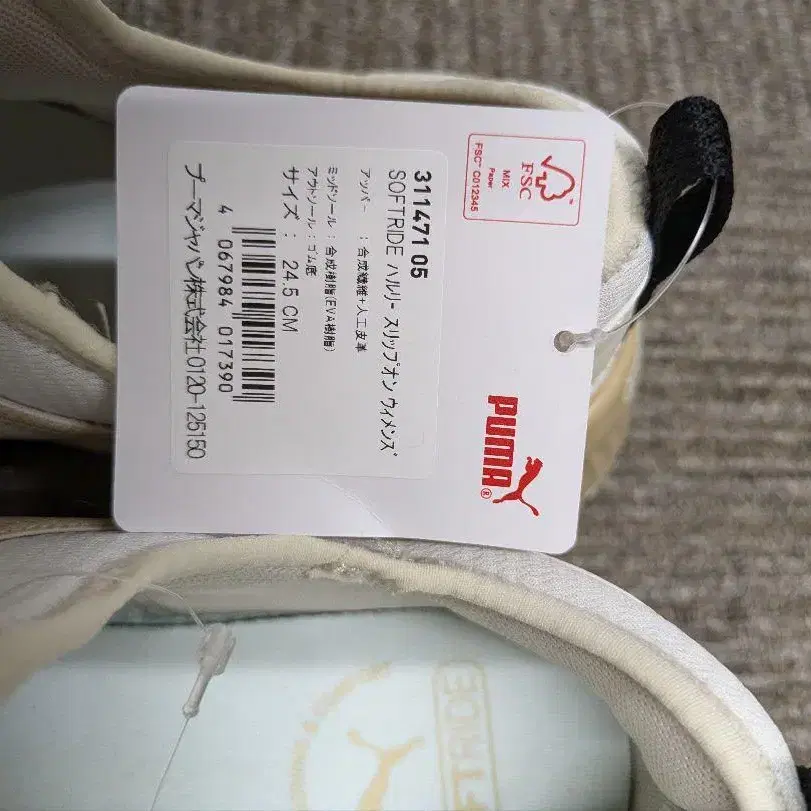 311471 05
SOFTRIDE ハルリー スリップオン ウィメンズ
アッパー : 合成繊維+人工皮革
ミッドソール : 合成樹脂(EVA樹脂)
アウトソール : ゴム底
サイズ : 24.5 CM
4 067984 017390
プーマジャパン株式会社 0120-125150
FSC
MIX
Paper
FSC™ C012345
PUMA®